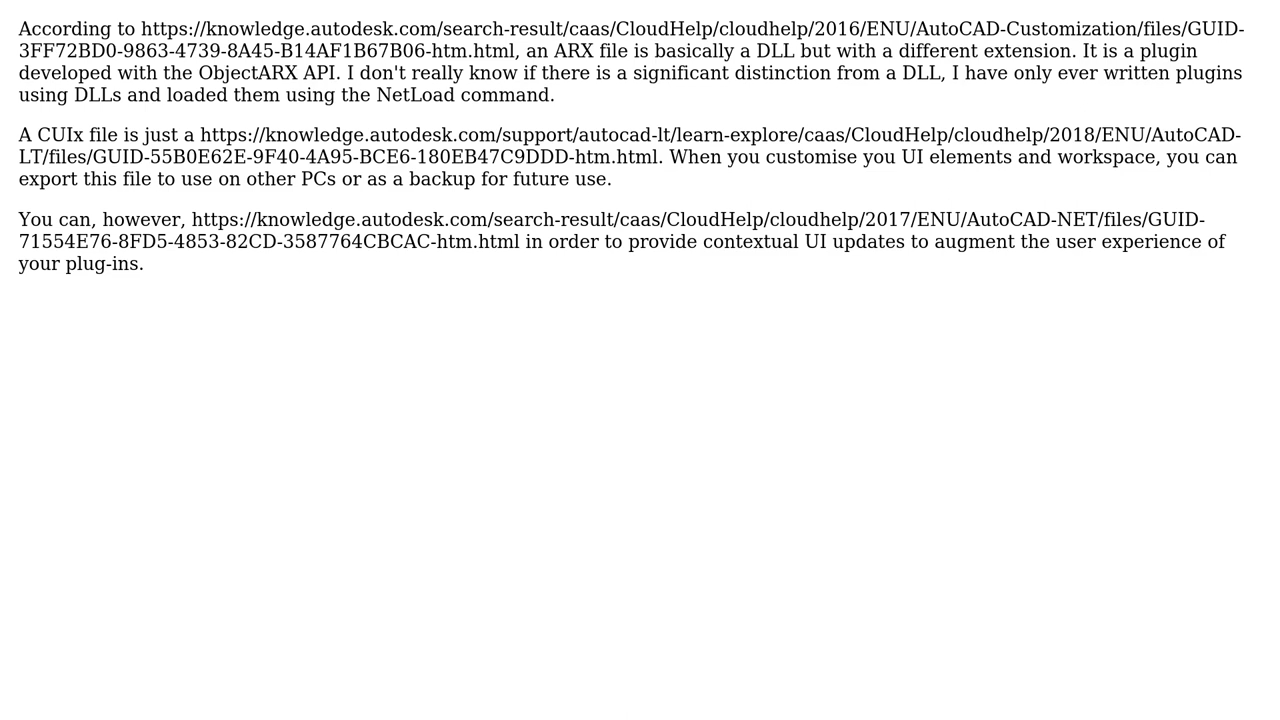 According to https://knowledge.autodesk.com/search-result/caas/CloudHelp/cloudhelp/2016/ENU/AutoCAD-Customization/files/GUID-
3FF72BD0-9863-4739-8A45-B14AF1B67B06-htm.html, an ARX file is basically a DLL but with a different extension. It is a plugin
developed with the ObjectARX API. I don't really know if there is a significant distinction from a DLL, I have only ever written plugins
using DLLs and loaded them using the NetLoad command.
A CUIx file is just a https://knowledge.autodesk.com/support/autocad-lt/learn-explore/caas/CloudHelp/cloudhelp/2018/ENU/AutoCAD-
LT/files/GUID-55B0E62E-9F40-4A95-BCE6-180EB47C9DDD-htm.html. When you customise you UI elements and workspace, you can
export this file to use on other PCs or as a backup for future use.
You can, however, https://knowledge.autodesk.com/search-result/caas/CloudHelp/cloudhelp/2017/ENU/AutoCAD-NET/files/GUID-
71554E76-8FD5-4853-82CD-3587764CBCAC-htm.html in order to provide contextual UI updates to augment the user experience of
your plug-ins.